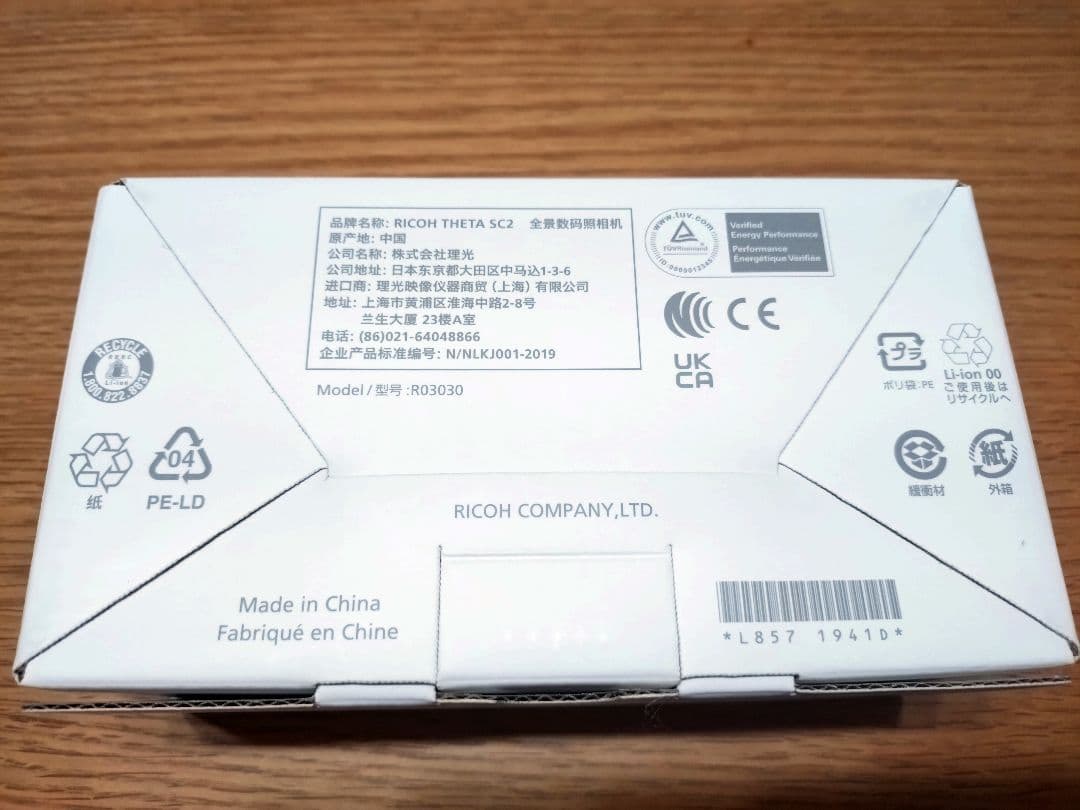 品牌名称: RICOH THETA SC2 全景数码照相机
原产地: 中国
公司名称: 株式会社理光
公司地址: 日本东京都大田区中马込1-3-6
进口商: 理光映像仪器商贸 (上海) 有限公司
地址: 上海市黄浦区淮海中路2-8号
兰生大厦 23楼A室
电话: (86)021-64048866
企业产品标准编号: N/NLKJ001-2019
Model / 型号 :R03030
www.tuv.com
TÜVRheinland
Verified
Energy Performance
Performance
Énergétique Vérifiée
CE
UK
CA
RECYCLE
RBRC
Li-ion
1.800.822.8837
纸
04
PE-LD
プラ
ポリ袋:PE
Li-ion 00
ご使用後は
リサイクルへ
緩衝材
紙
外箱
RICOH COMPANY,LTD.
Made in China
Fabriqué en Chine
*L857 1941D*